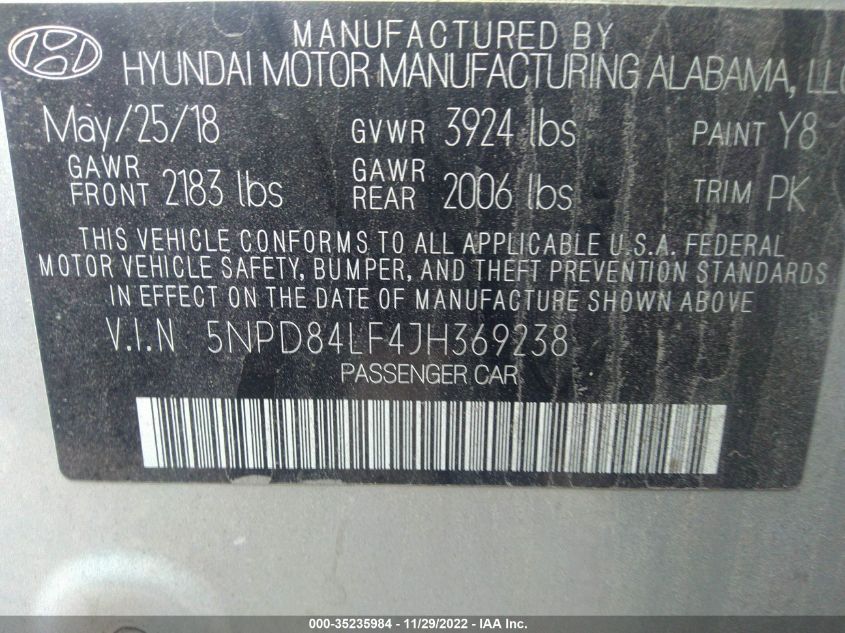 MANUFACTURED BY
HYUNDAI MOTOR MANUFACTURING ALABAMA, LLC
May/25/18 GVWR 3924 lbs PAINT Y8
GAWR FRONT 2183 lbs GAWR REAR 2006 lbs TRIM PK
THIS VEHICLE CONFORMS TO ALL APPLICABLE U.S.A. FEDERAL
MOTOR VEHICLE SAFETY, BUMPER, AND THEFT PREVENTION STANDARDS
IN EFFECT ON THE DATE OF MANUFACTURE SHOWN ABOVE
V.I.N 5NPD84LF4JH369238
PASSENGER CAR
000-35235984 - 11/29/2022 - IAA Inc.